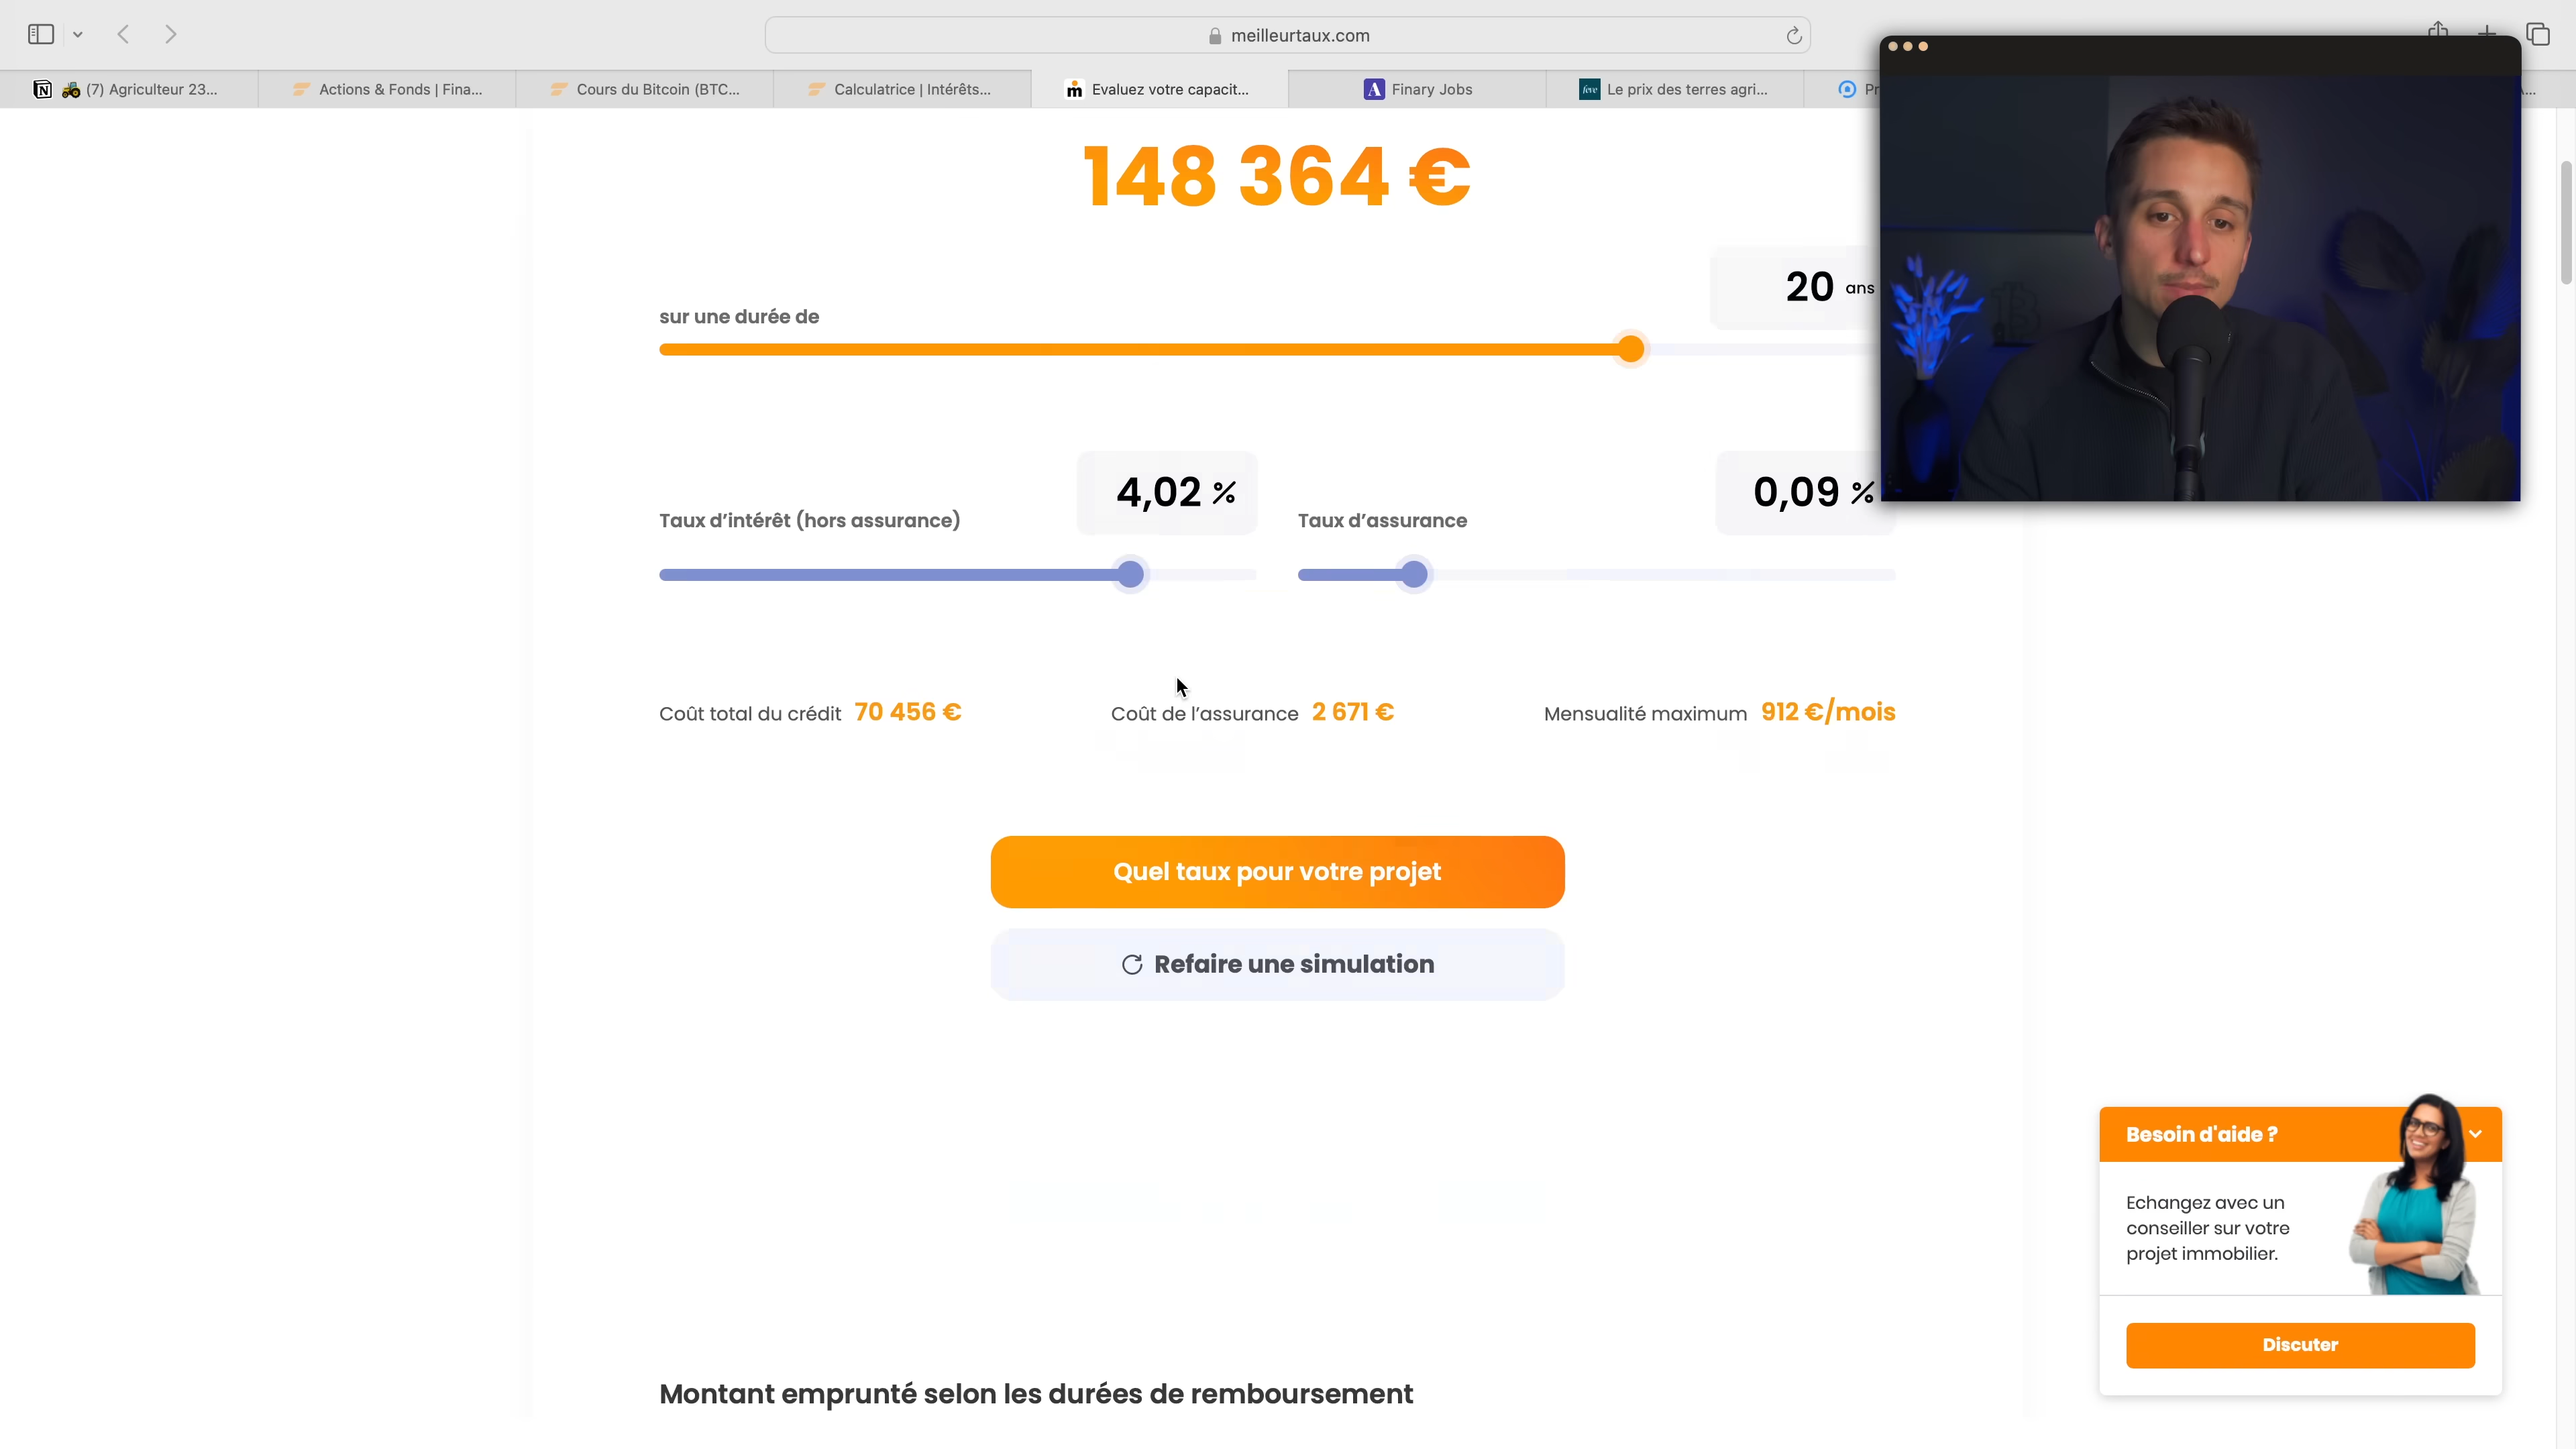 meilleurtaux.com
(7) Agriculteur 23...
Actions & Fonds | Fina...
Cours du Bitcoin (BTC...
Calculatrice | Intérêts...
m
Evaluez votre capacit...
A
Finary Jobs
feve
Le prix des terres agri...
148 364 €
20 ans
sur une durée de
4,02 %
0,09 %
Taux d'intérêt (hors assurance)
Taux d'assurance
Coût total du crédit 70 456 €
Coût de l'assurance 2 671 €
Mensualité maximum 912 €/mois
Quel taux pour votre projet
Refaire une simulation
Besoin d'aide ?
Echangez avec un
conseiller sur votre
projet immobilier.
Discuter
Montant emprunté selon les durées de remboursement